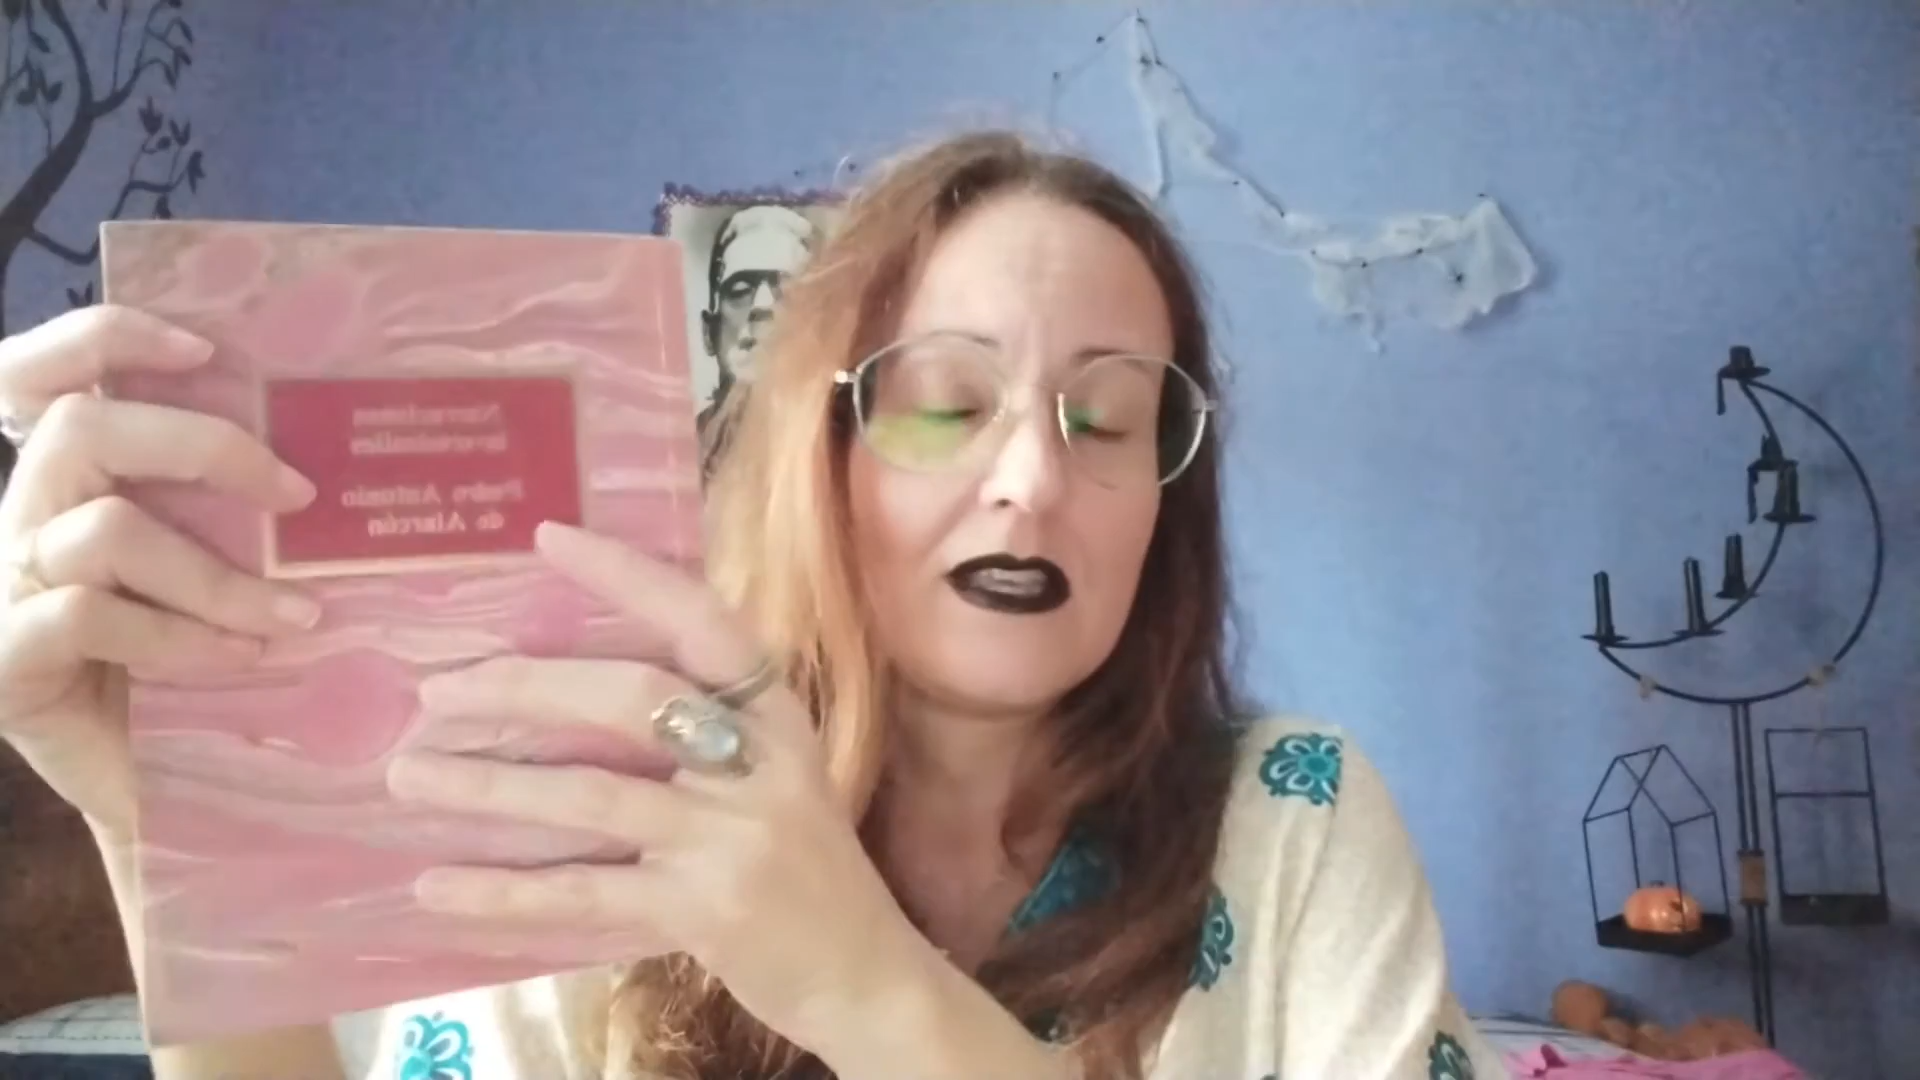 Narraciones
inverosímiles
Pedro Antonio
de Alarcón